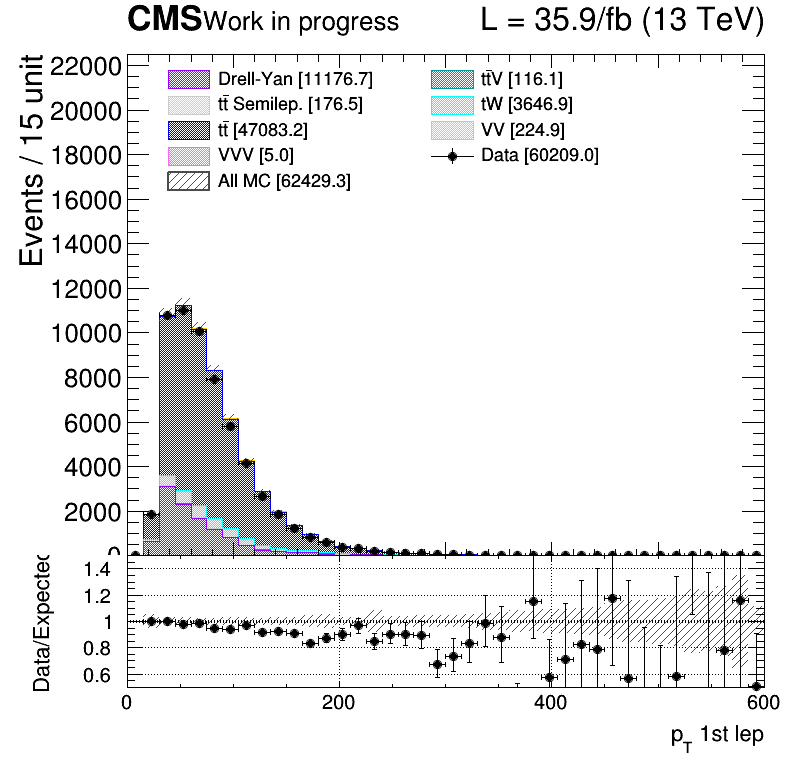 CMS Work in progress L = 35.9/fb (13 TeV)
Events / 15 unit
22000
20000
18000
16000
14000
12000
10000
8000
6000
4000
2000
0
Drell-Yan [11176.7]
tt̄ Semilep. [176.5]
tt̄ [47083.2]
VVV [5.0]
All MC [62429.3]
tt̄V [116.1]
tW [3646.9]
VV [224.9]
Data [60209.0]
Data/Expected
1.4
1.2
1
0.8
0.6
0 200 400 600
p_T 1st lep